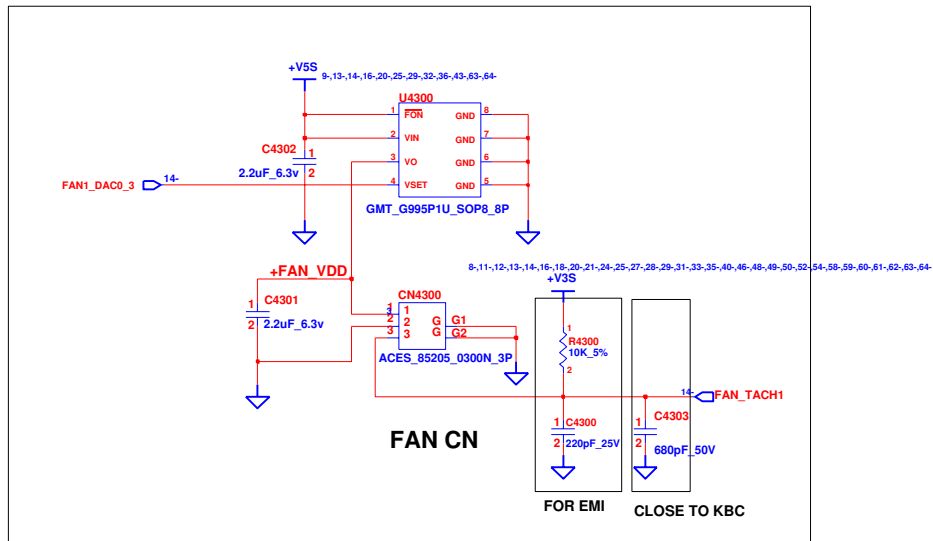 +V5S
9-,13-,14-,16-,20-,25-,29-,32-,36-,43-,63-,64-
U4300
1 FON GND 8
2 VIN GND 7
3 VO GND 6
4 VSET GND 5
GMT_G995P1U_SOP8_8P
C4302
1
2
2.2uF_6.3v
FAN1_DAC0_3
14-
+FAN_VDD
C4301
1
2
2.2uF_6.3v
CN4300
1 1
2 2
3 3
3
G G1
G G2
ACES_85205_0300N_3P
8-,11-,12-,13-,14-,16-,18-,20-,21-,24-,25-,27-,28-,29-,31-,33-,35-,40-,46-,48-,49-,50-,52-,54-,58-,59-,60-,61-,62-,63-,64-
+V3S
1
R4300
10K_5%
2
14-
FAN_TACH1
1
C4300
2
220pF_25V
1
C4303
2
680pF_50V
FAN CN
FOR EMI
CLOSE TO KBC